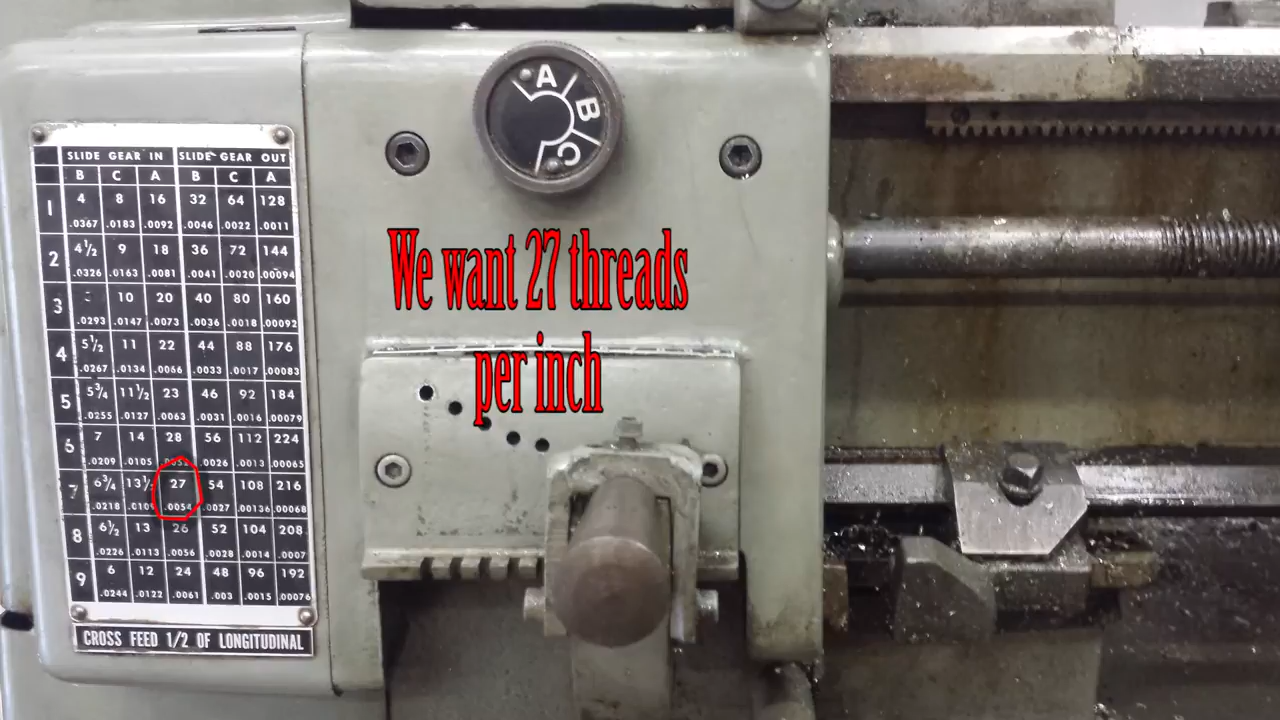 A
B
C
SLIDE GEAR IN SLIDE GEAR OUT
B C A B C A
1 4 8 16 32 64 128
.0367 .0183 .0092 .0046 .0022 .0011
2 4½ 9 18 36 72 144
.0326 .0163 .0081 .0041 .0020 .00094
3 10 20 40 80 160
.0293 .0147 .0073 .0036 .0018 .00092
4 5½ 11 22 44 88 176
.0267 .0134 .0066 .0033 .0017 .00083
5 5¾ 11½ 23 46 92 184
.0255 .0127 .0063 .0031 .0016 .00079
6 7 14 28 56 112 224
.0209 .0105 .0026 .0013 .00065
7 6¾ 13½ 27 54 108 216
.0218 .0109 .0054 .0027 .00136 .00068
8 6½ 13 26 52 104 208
.0226 .0113 .0056 .0028 .0014 .0007
9 6 12 24 48 96 192
.0244 .0122 .0061 .003 .0015 .00076
CROSS FEED 1/2 OF LONGITUDINAL
We want 27 threads
per inch